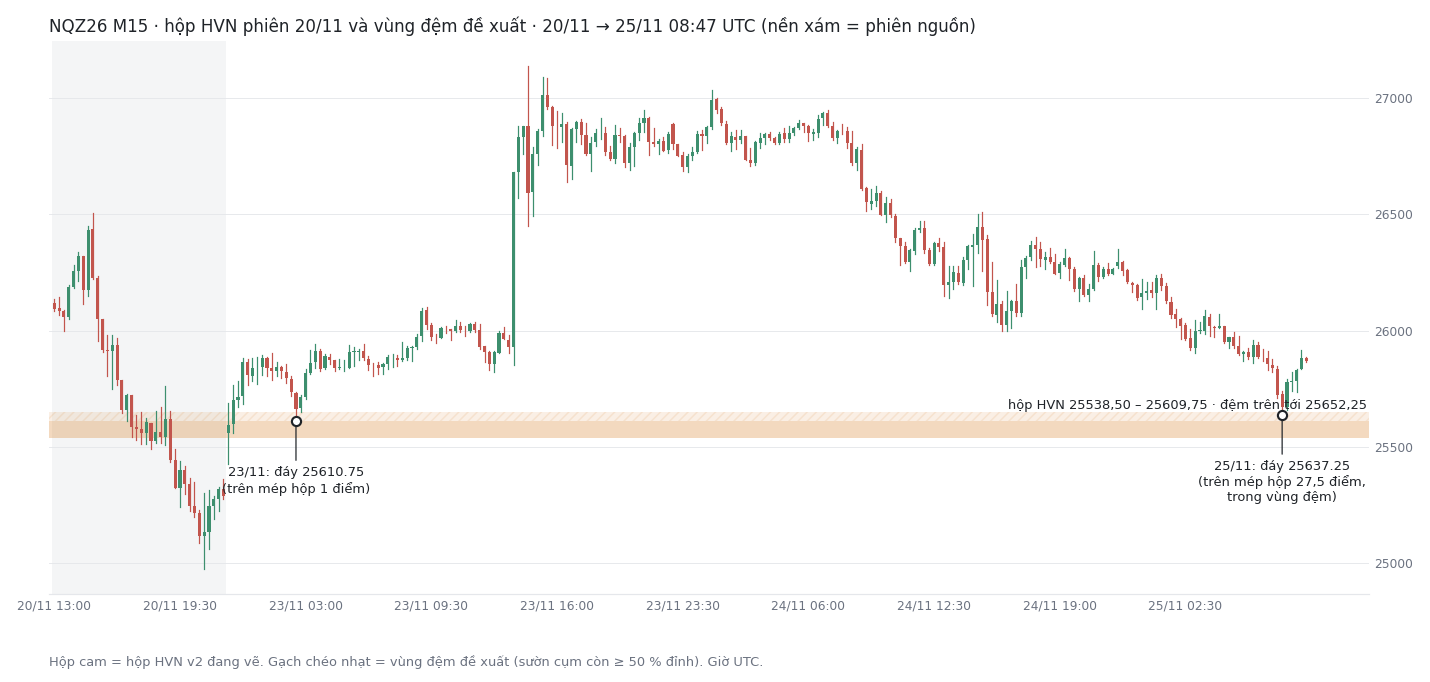 NQZ26 M15 · hộp HVN phiên 20/11 và vùng đệm đề xuất · 20/11 → 25/11 08:47 UTC (nền xám = phiên nguồn)
27000
26500
26000
hộp HVN 25538,50 – 25609,75 · đệm trên tới 25652,25
25500
23/11: đáy 25610.75
(trên mép hộp 1 điểm)
25/11: đáy 25637.25
(trên mép hộp 27,5 điểm,
trong vùng đệm)
25000
20/11 13:00 20/11 19:30 23/11 03:00 23/11 09:30 23/11 16:00 23/11 23:30 24/11 06:00 24/11 12:30 24/11 19:00 25/11 02:30
Hộp cam = hộp HVN v2 đang vẽ. Gạch chéo nhạt = vùng đệm đề xuất (sườn cụm còn ≥ 50 % đỉnh). Giờ UTC.